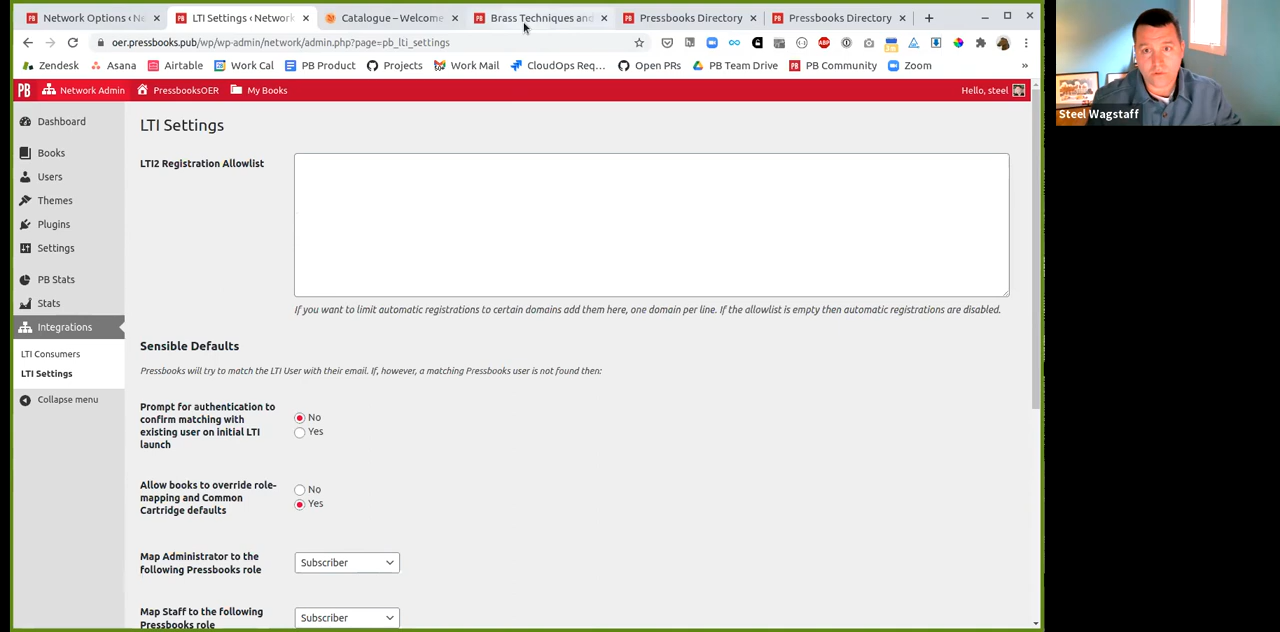 Network Options ‹ Ne
LTI Settings ‹ Network
Catalogue – Welcome
Brass Techniques and
Pressbooks Directory
Pressbooks Directory
oer.pressbooks.pub/wp/wp-admin/network/admin.php?page=pb_lti_settings
Zendesk
Asana
Airtable
Work Cal
PB Product
Projects
Work Mail
CloudOps Req...
Open PRs
PB Team Drive
PB Community
Zoom
»
PB
Network Admin
PressbooksOER
My Books
Hello, steel
Steel Wagstaff
Dashboard
Books
Users
Themes
Plugins
Settings
PB Stats
Stats
Integrations
LTI Consumers
LTI Settings
Collapse menu
LTI Settings
LTI2 Registration Allowlist
If you want to limit automatic registrations to certain domains add them here, one domain per line. If the allowlist is empty then automatic registrations are disabled.
Sensible Defaults
Pressbooks will try to match the LTI User with their email. If, however, a matching Pressbooks user is not found then:
Prompt for authentication to
confirm matching with
existing user on initial LTI
launch
No
Yes
Allow books to override role-
mapping and Common
Cartridge defaults
No
Yes
Map Administrator to the
following Pressbooks role
Subscriber
Map Staff to the following
Pressbooks role
Subscriber